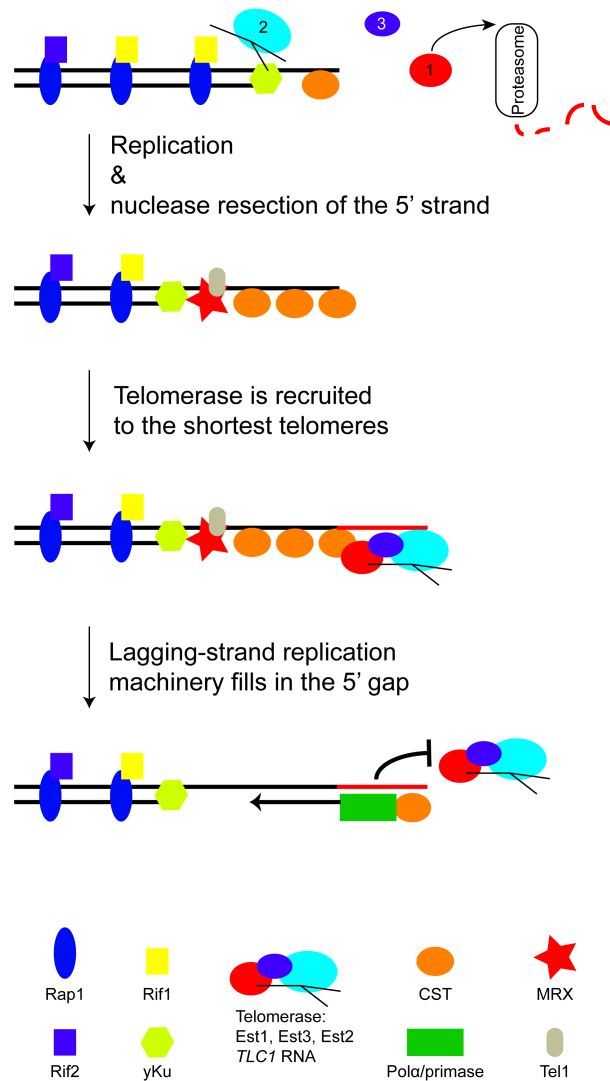 2
3
1
Proteasome
Replication
&
nuclease resection of the 5’ strand
Telomerase is recruited
to the shortest telomeres
Lagging-strand replication
machinery fills in the 5’ gap
Rap1
Rif1
Telomerase:
Est1, Est3, Est2
TLC1 RNA
CST
MRX
Rif2
yKu
Polα/primase
Tel1